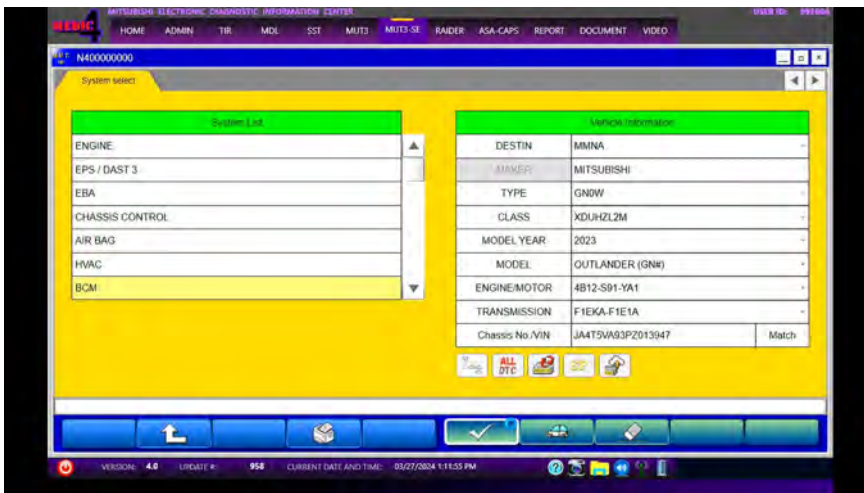 MITSUBISHI ELECTRONIC DIAGNOSTIC INFORMATION CENTER
USER ID: 992606
MEDIC 4
HOME ADMIN TIR MDL SST MUT3 MUT3-SE RAIDER ASA-CAPS REPORT DOCUMENT VIDEO
N400000000
System select
System List
ENGINE
EPS / DAST 3
EBA
CHASSIS CONTROL
AIR BAG
HVAC
BCM
Vehicle Information
DESTIN MMNA
MAKER MITSUBISHI
TYPE GN0W
CLASS XDUHZL2M
MODEL YEAR 2023
MODEL OUTLANDER (GN#)
ENGINE/MOTOR 4B12-S91-YA1
TRANSMISSION F1EKA-F1E1A
Chassis No./VIN JA4T5VA93PZ013947 Match
ALL DTC
VERSION: 4.0 UPDATE #: 958 CURRENT DATE AND TIME: 03/27/2024 1:11:55 PM